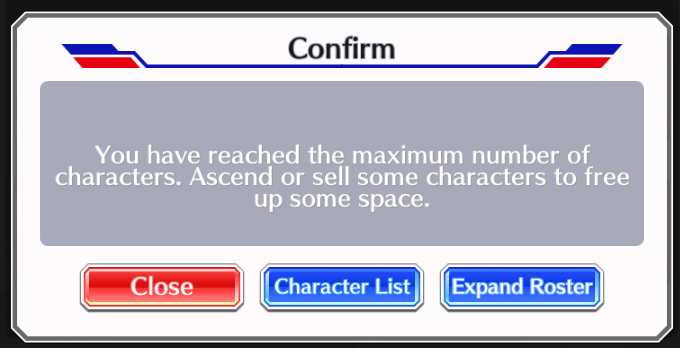 Confirm
You have reached the maximum number of
characters. Ascend or sell some characters to free
up some space.
Close
Character List
Expand Roster